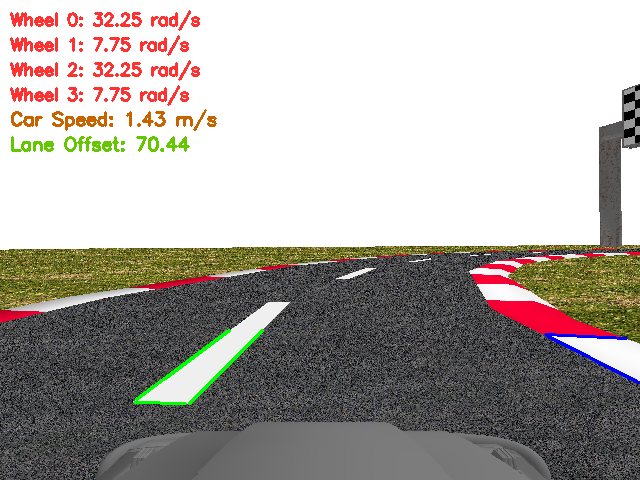 Wheel 0: 32.25 rad/s
Wheel 1: 7.75 rad/s
Wheel 2: 32.25 rad/s
Wheel 3: 7.75 rad/s
Car Speed: 1.43 m/s
Lane Offset: 70.44